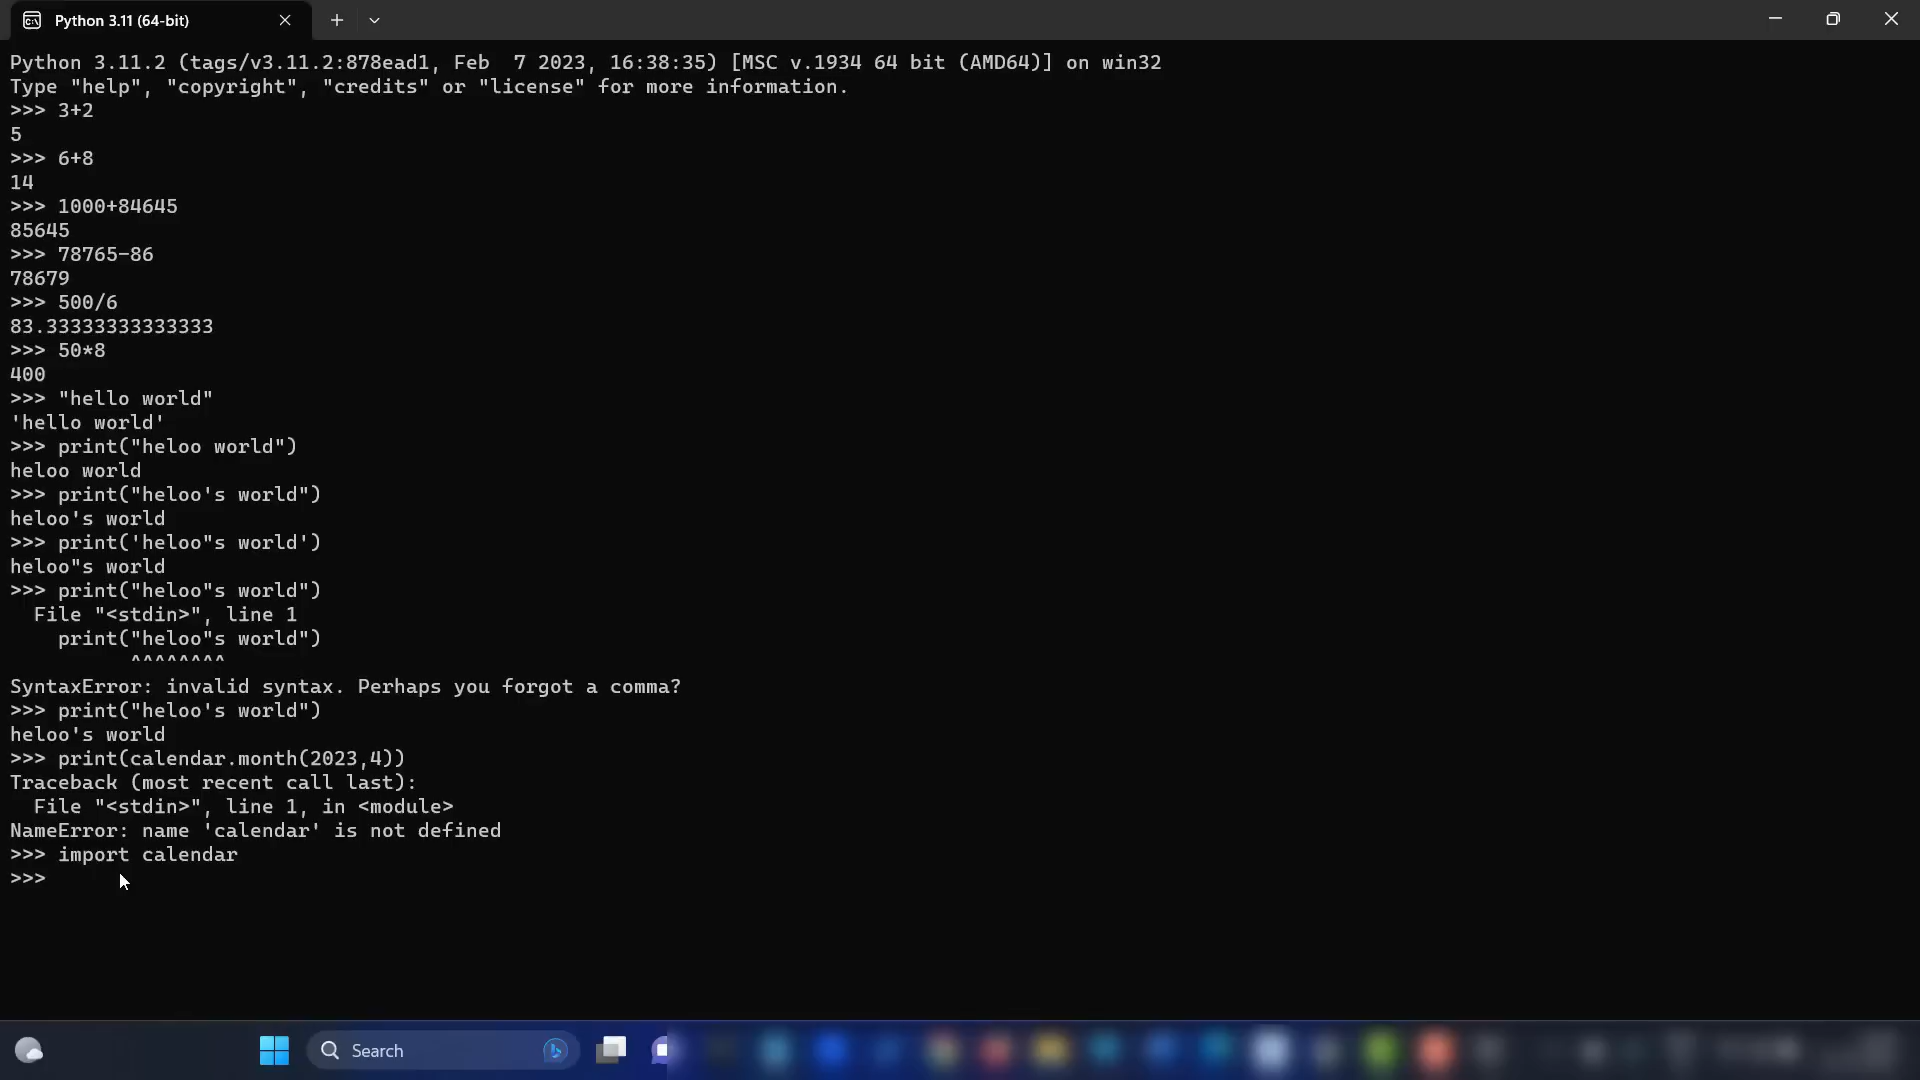 Python 3.11 (64-bit)
Python 3.11.2 (tags/v3.11.2:878ead1, Feb  7 2023, 16:38:35) [MSC v.1934 64 bit (AMD64)] on win32
Type "help", "copyright", "credits" or "license" for more information.
>>> 3+2
5
>>> 6+8
14
>>> 1000+84645
85645
>>> 78765-86
78679
>>> 500/6
83.33333333333333
>>> 50*8
400
>>> "hello world"
'hello world'
>>> print("heloo world")
heloo world
>>> print("heloo's world")
heloo's world
>>> print('heloo"s world')
heloo"s world
>>> print("heloo"s world")
  File "<stdin>", line 1
    print("heloo"s world")
          ^^^^^^^^
SyntaxError: invalid syntax. Perhaps you forgot a comma?
>>> print("heloo's world")
heloo's world
>>> print(calendar.month(2023,4))
Traceback (most recent call last):
  File "<stdin>", line 1, in <module>
NameError: name 'calendar' is not defined
>>> import calendar
>>>
Search